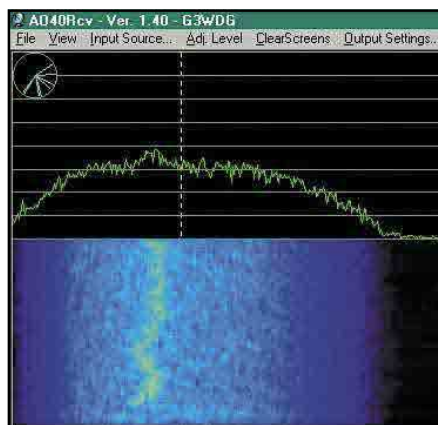 AO40Rcv - Ver. 1.40 - G3WDG
File View Input Source... Adj. Level ClearScreens Output Settings...